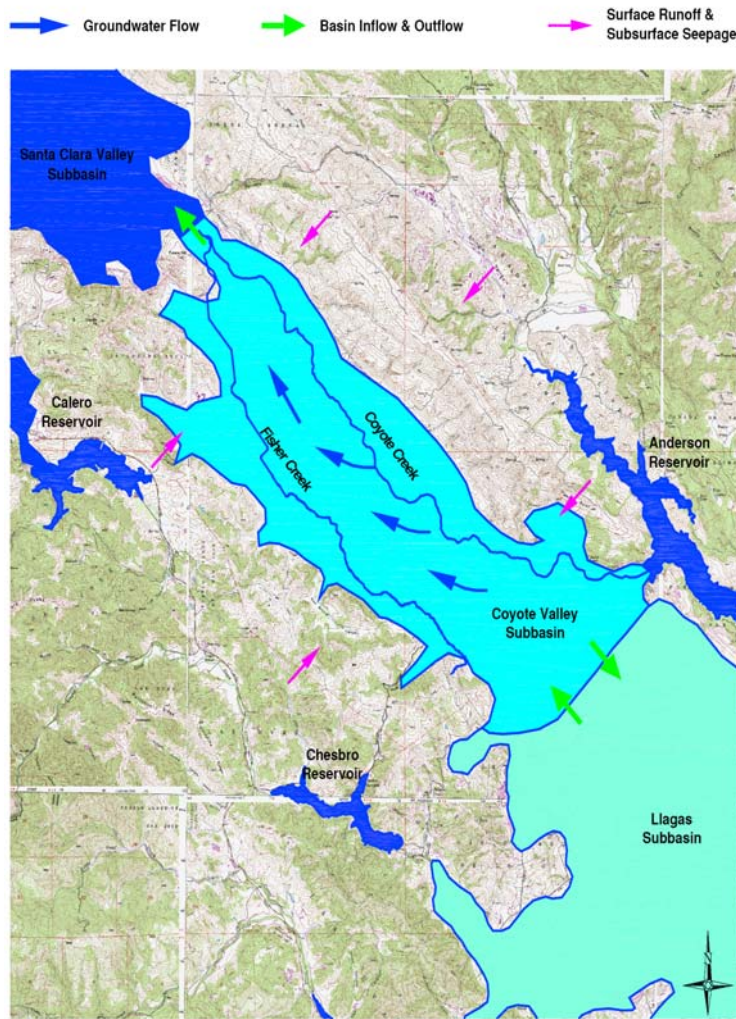 Groundwater Flow
Basin Inflow & Outflow
Surface Runoff &
Subsurface Seepage
Santa Clara Valley
Subbasin
Calero
Reservoir
Coyote Creek
Fisher Creek
Anderson
Reservoir
Coyote Valley
Subbasin
Chesbro
Reservoir
Llagas
Subbasin
N